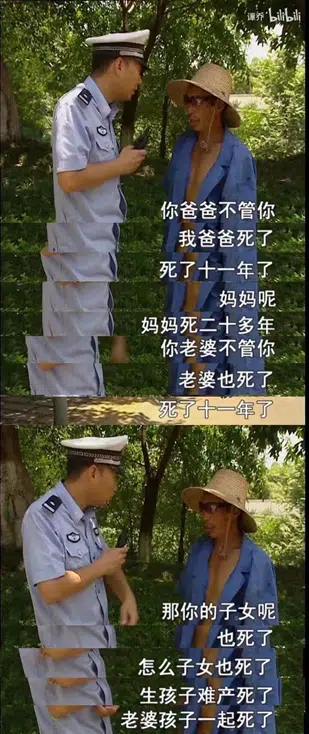 谭乔 bilibili
你爸爸不管你
我爸爸死了
死了十一年了
妈妈呢
妈妈死二十多年
你老婆不管你
老婆也死了
死了十一年了
那你的子女呢
也死了
怎么子女也死了
生孩子难产死了
老婆孩子一起死了